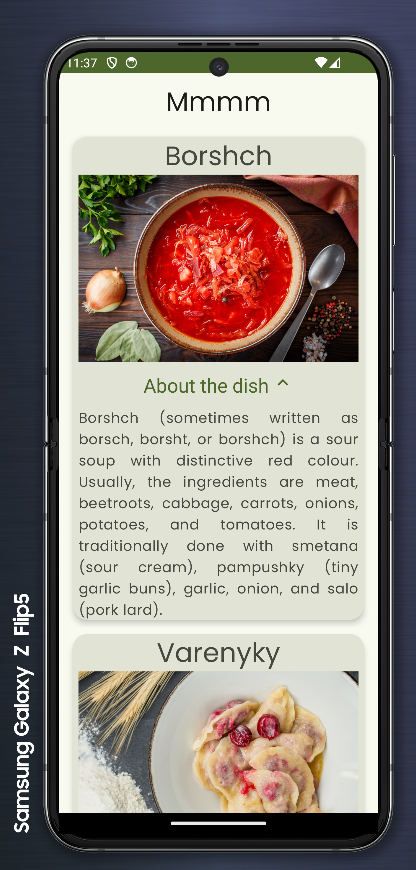 11:37
Mmmm
Borshch
About the dish
Borshch (sometimes written as
borsch, borsht, or borshch) is a sour
soup with distinctive red colour.
Usually, the ingredients are meat,
beetroots, cabbage, carrots, onions,
potatoes, and tomatoes. It is
traditionally done with smetana
(sour cream), pampushky (tiny
garlic buns), garlic, onion, and salo
(pork lard).
Varenyky
Samsung Galaxy Z Flip5